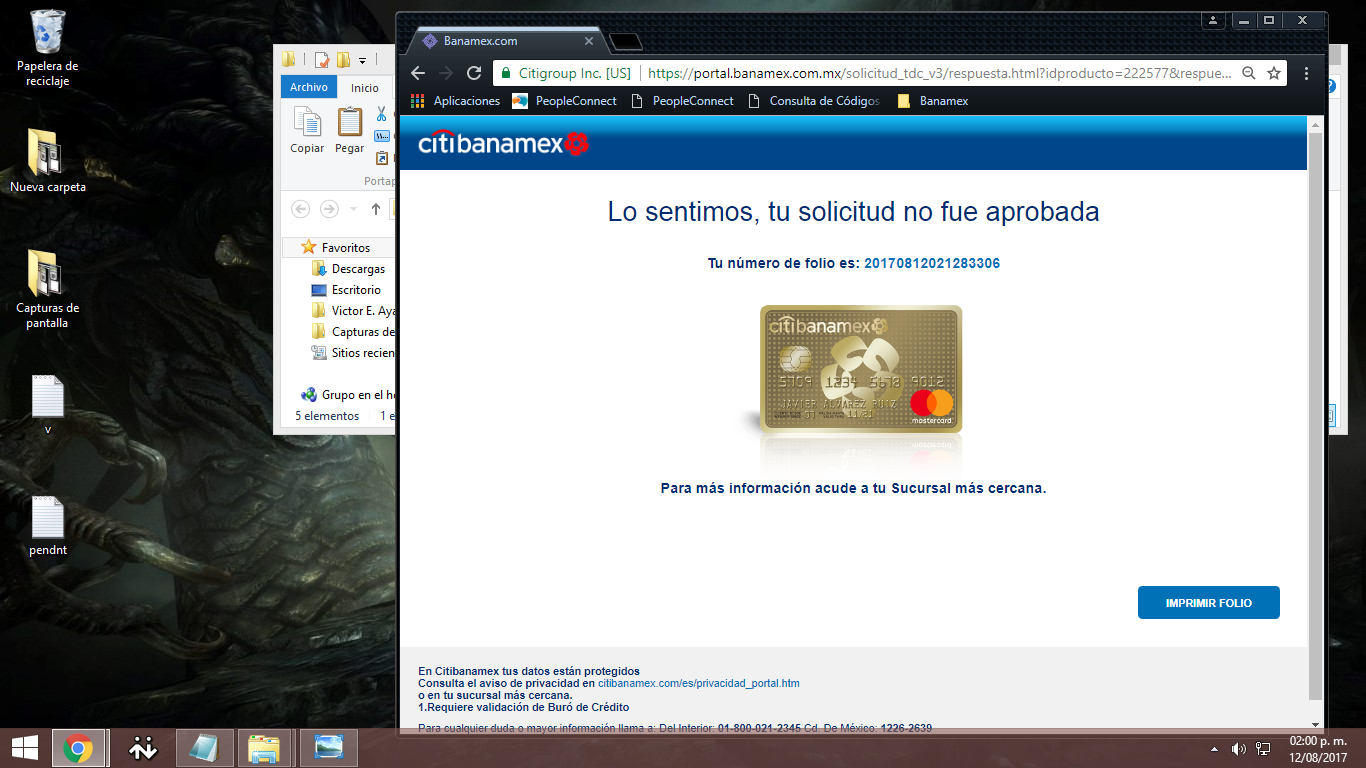 Papelera de
reciclaje
Nueva carpeta
Capturas de
pantalla
v
pendnt
Archivo
Inicio
Copiar
Pegar
Portap
Favoritos
Descargas
Escritorio
Victor E. Aya
Capturas de
Sitios recien
Grupo en el h
5 elementos
1 e
Banamex.com
Citigroup Inc. [US]
https://portal.banamex.com.mx/solicitud_tdc_v3/respuesta.html?idproducto=222577&respue...
Aplicaciones
PeopleConnect
PeopleConnect
Consulta de Códigos
Banamex
citibanamex
Lo sentimos, tu solicitud no fue aprobada
Tu número de folio es: 20170812021283306
citibanamex
5709 1234 5678 9012
JAVIER ALVAREZ RUIZ
07
11/21
mastercard
Para más información acude a tu Sucursal más cercana.
IMPRIMIR FOLIO
En Citibanamex tus datos están protegidos
Consulta el aviso de privacidad en citibanamex.com/es/privacidad_portal.htm
o en tu sucursal más cercana.
1.Requiere validación de Buró de Crédito
Para cualquier duda o mayor información llama a: Del Interior: 01-800-021-2345 Cd. De México: 1226-2639
02:00 p. m.
12/08/2017